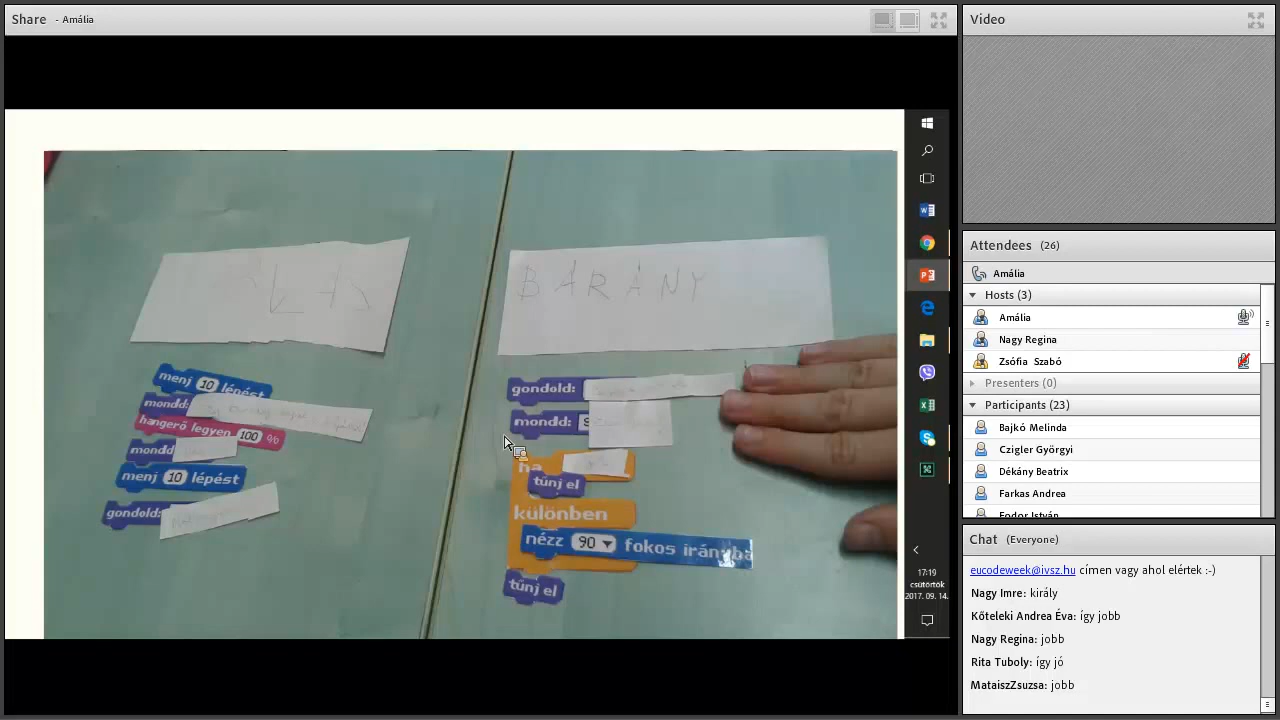 Share - Amália
BÁRÁNY
menj 10 lépést
mondd:
hangerő legyen 100 %
mondd
menj 10 lépést
gondold:
gondold:
mondd:
ha
tűnj el
különben
nézz 90 fokos irányba
tűnj el
17:19
csütörtök
2017. 09. 14.
Video
Attendees (26)
Amália
Hosts (3)
Amália
Nagy Regina
Zsófia Szabó
Presenters (0)
Participants (23)
Bajkó Melinda
Czigler Györgyi
Dékány Beatrix
Farkas Andrea
Fodor István
Chat (Everyone)
eucodeweek@ivsz.hu címen vagy ahol elértek :-)
Nagy Imre: király
Kőteleki Andrea Éva: így jobb
Nagy Regina: jobb
Rita Tuboly: így jó
MataiszZsuzsa: jobb